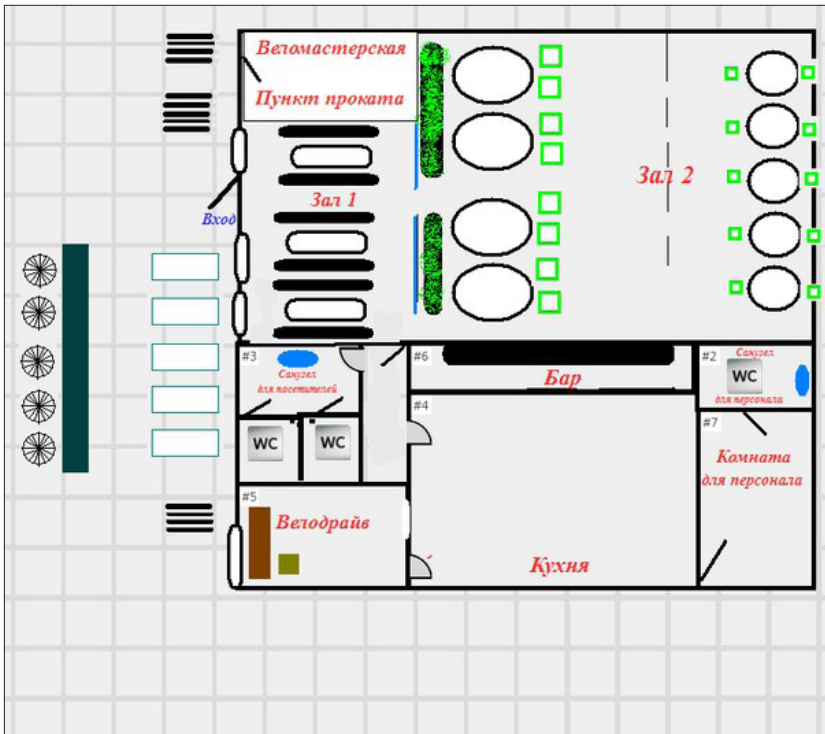 Веломастерская
Пункт проката
Зал 1
Зал 2
Вход
#3
Санузел
для посетителей
#6
Бар
#2
Санузел
WC
для персонала
#4
#7
WC
WC
Комната
для персонала
#5
Велодрайв
Кухня